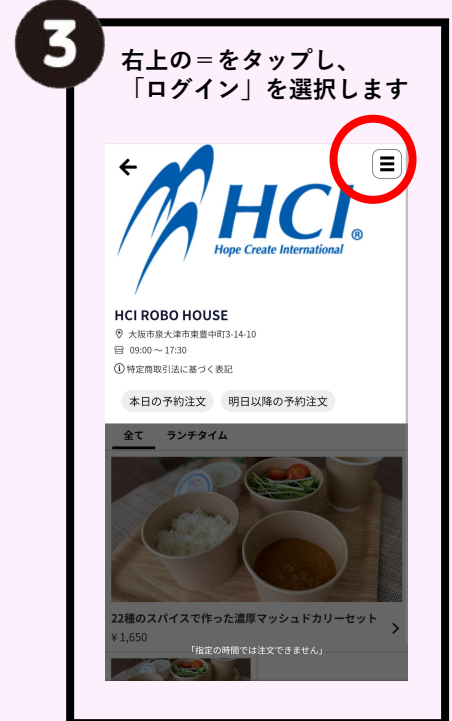 3
右上の＝をタップし、
「ログイン」を選択します
HCI®
Hope Create International
HCI ROBO HOUSE
大阪市泉大津市東豊中町3-14-10
09:00 ～ 17:30
特定商取引法に基づく表記
本日の予約注文 明日以降の予約注文
全て ランチタイム
22種のスパイスで作った濃厚マッシュドカリーセット
¥ 1,650
「指定の時間では注文できません」